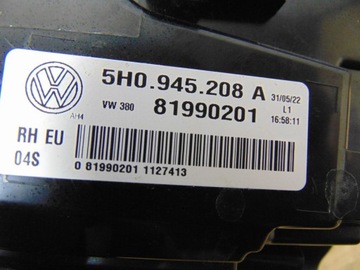 5H0.945.208 A 31/05/22
VW 380 81990201 L1
AH4 16:58:11
RH EU
04S
0 81990201 1127413